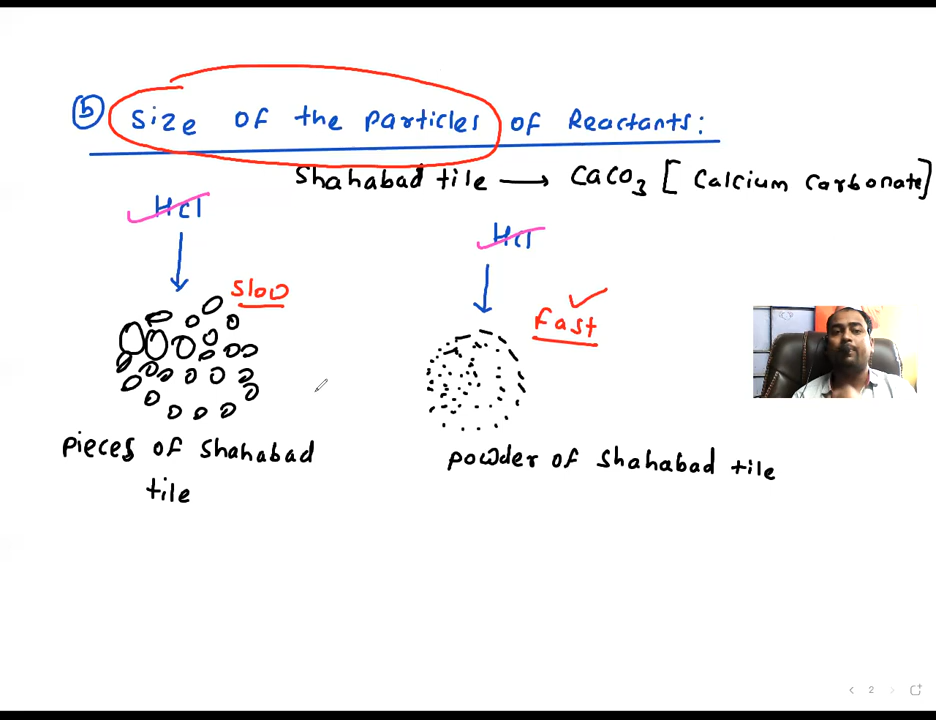 b Size of the particles of Reactants:
Shahabad tile → CaCO3 [Calcium Carbonate]
HCl
HCl
Slow
Fast
pieces of Shahabad
tile
powder of Shahabad tile
2